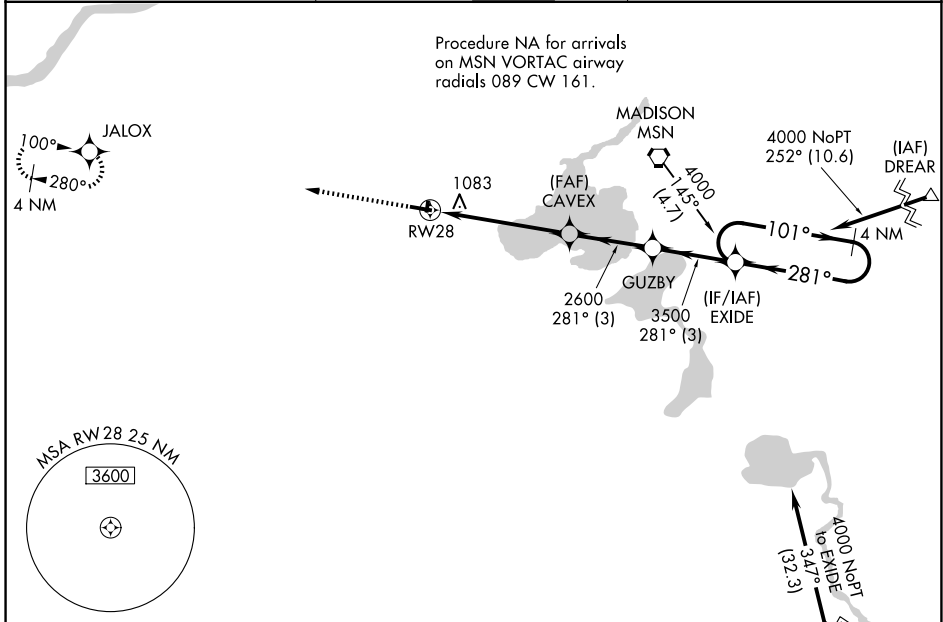 Procedure NA for arrivals
on MSN VORTAC airway
radials 089 CW 161.
JALOX
100°
280°
4 NM
MADISON
MSN
4000
145°
(4.7)
4000 NoPT
252° (10.6)
(IAF)
DREAR
1083
RW28
(FAF)
CAVEX
101°
4 NM
281°
GUZBY
(IF/IAF)
EXIDE
2600
281° (3)
3500
281° (3)
MSA RW28 25 NM
3600
4000 NoPT
to EXIDE
347°
(32.3)